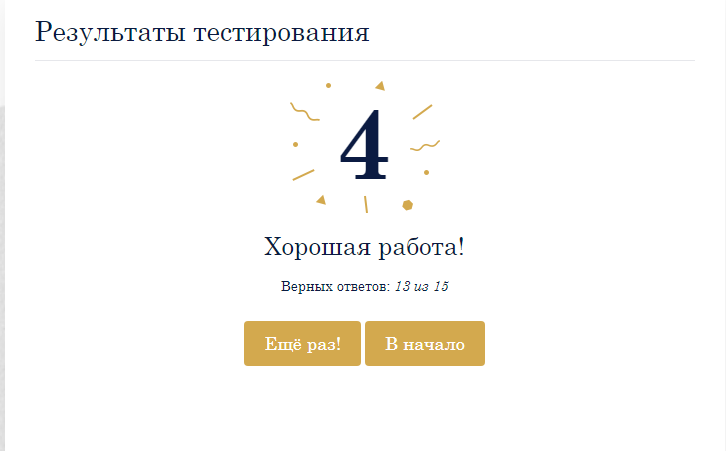 Результаты тестирования
4
Хорошая работа!
Верных ответов: 13 из 15
Ещё раз! В начало